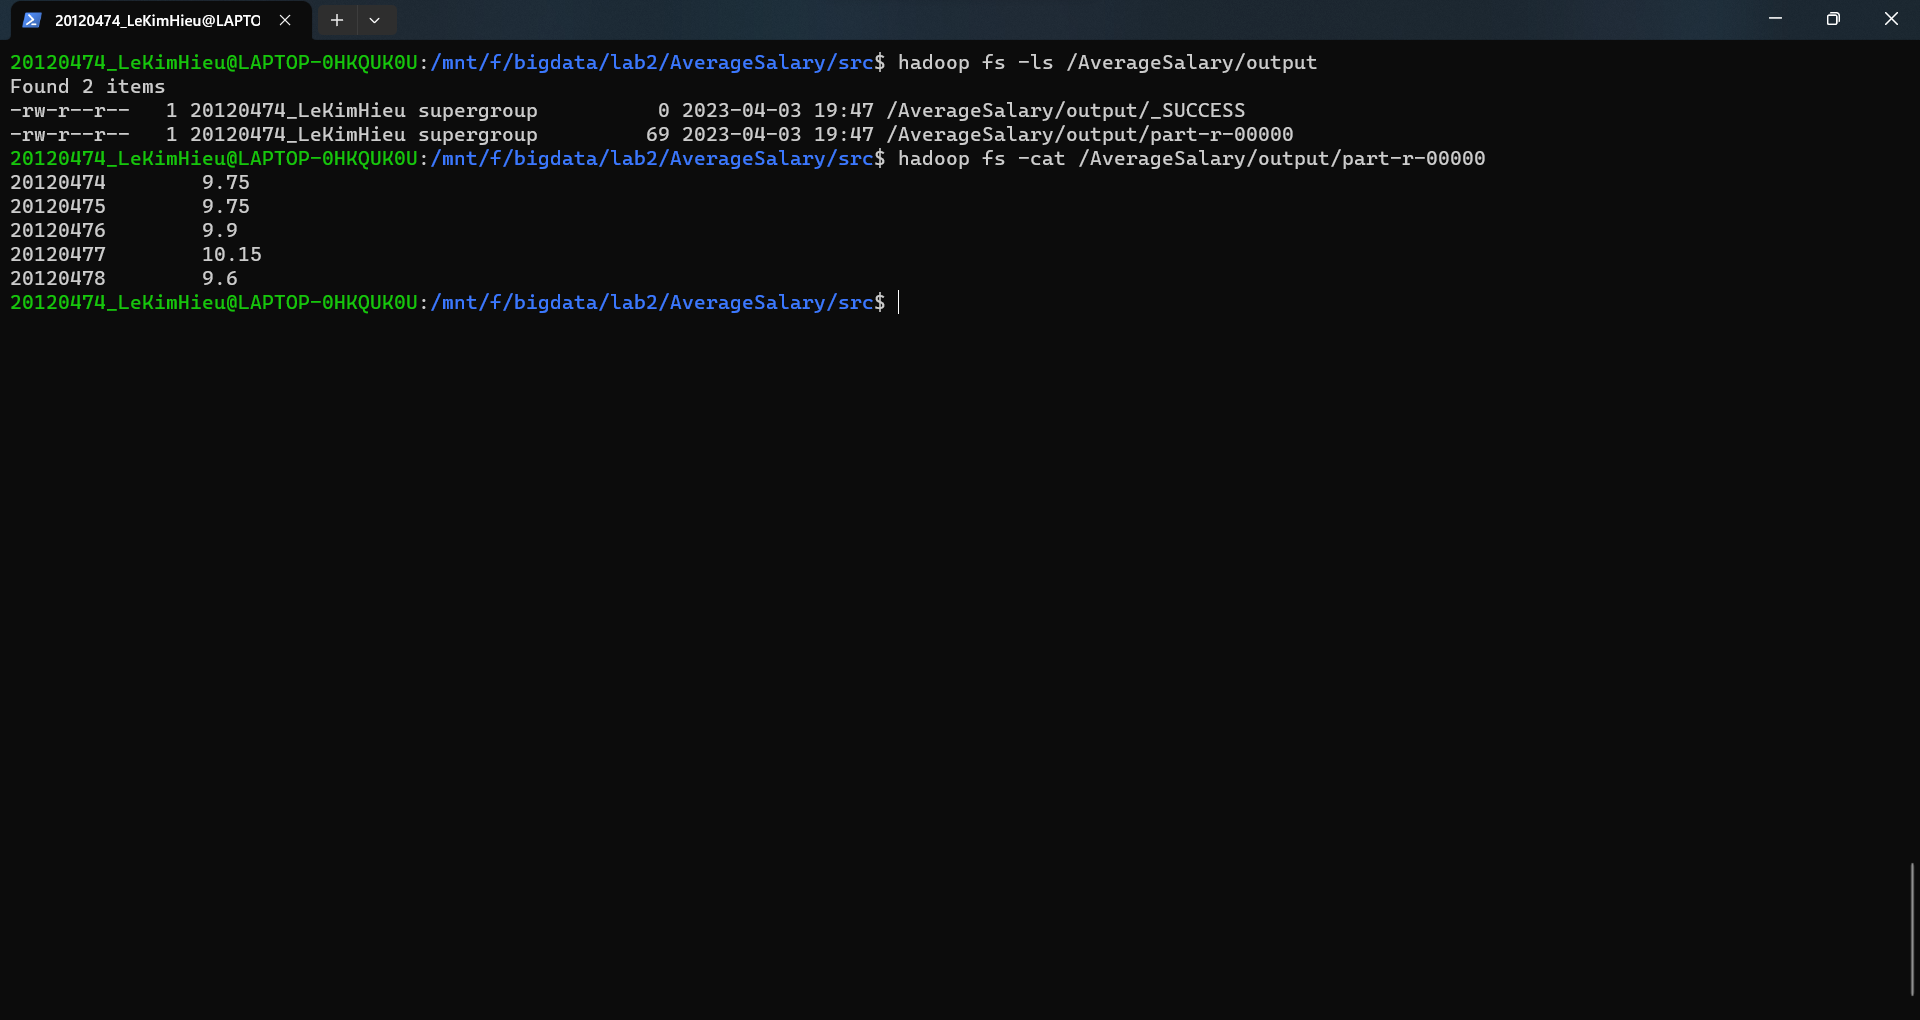 20120474_LeKimHieu@LAPTO
20120474_LeKimHieu@LAPTOP-0HKQUK0U:/mnt/f/bigdata/lab2/AverageSalary/src$ hadoop fs -ls /AverageSalary/output
Found 2 items
-rw-r--r--   1 20120474_LeKimHieu supergroup          0 2023-04-03 19:47 /AverageSalary/output/_SUCCESS
-rw-r--r--   1 20120474_LeKimHieu supergroup         69 2023-04-03 19:47 /AverageSalary/output/part-r-00000
20120474_LeKimHieu@LAPTOP-0HKQUK0U:/mnt/f/bigdata/lab2/AverageSalary/src$ hadoop fs -cat /AverageSalary/output/part-r-00000
20120474        9.75
20120475        9.75
20120476        9.9
20120477        10.15
20120478        9.6
20120474_LeKimHieu@LAPTOP-0HKQUK0U:/mnt/f/bigdata/lab2/AverageSalary/src$